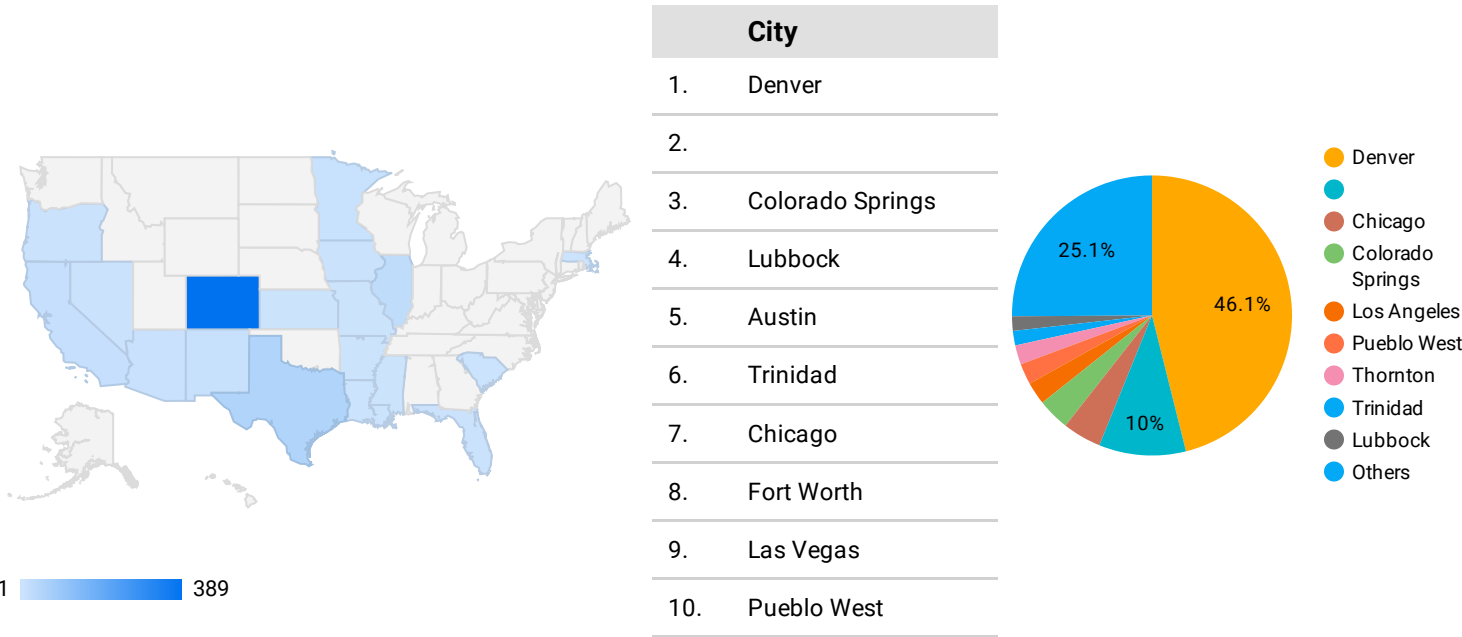 1
389
City
1. Denver
2.
3. Colorado Springs
4. Lubbock
5. Austin
6. Trinidad
7. Chicago
8. Fort Worth
9. Las Vegas
10. Pueblo West
25.1%
46.1%
10%
Denver
Chicago
Colorado
Springs
Los Angeles
Pueblo West
Thornton
Trinidad
Lubbock
Others